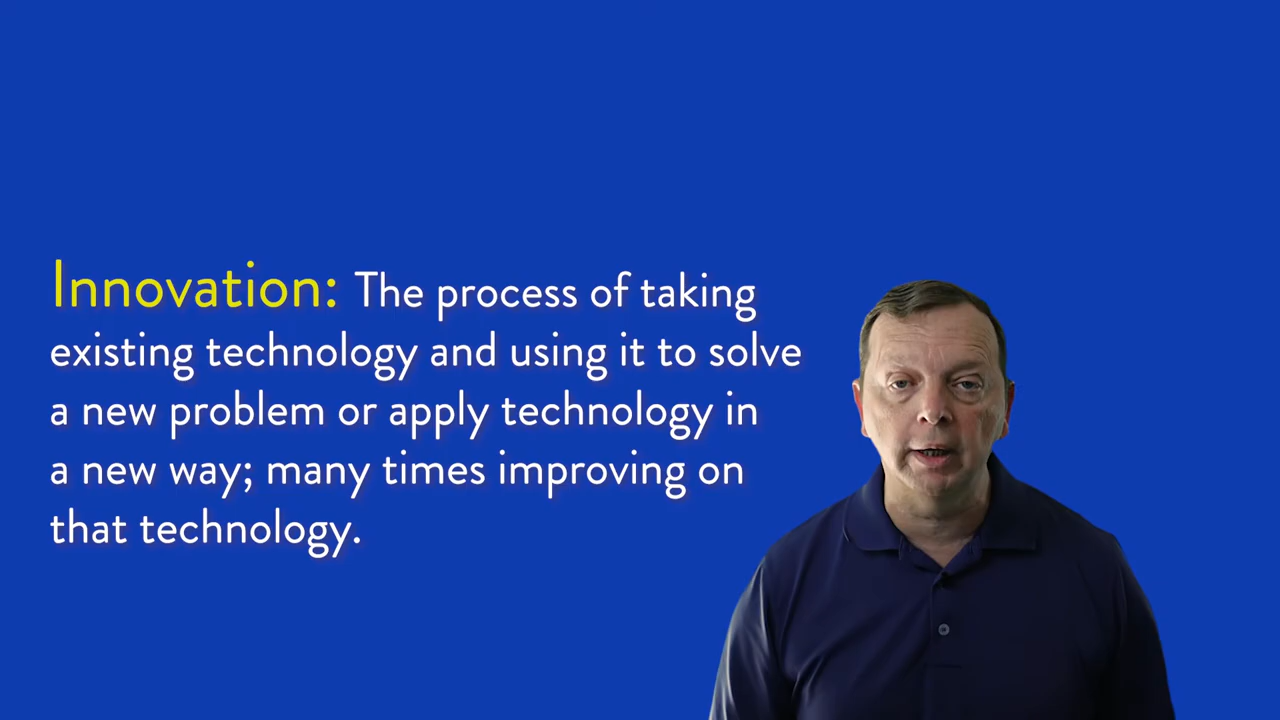 Innovation: The process of taking
existing technology and using it to solve
a new problem or apply technology in
a new way; many times improving on
that technology.